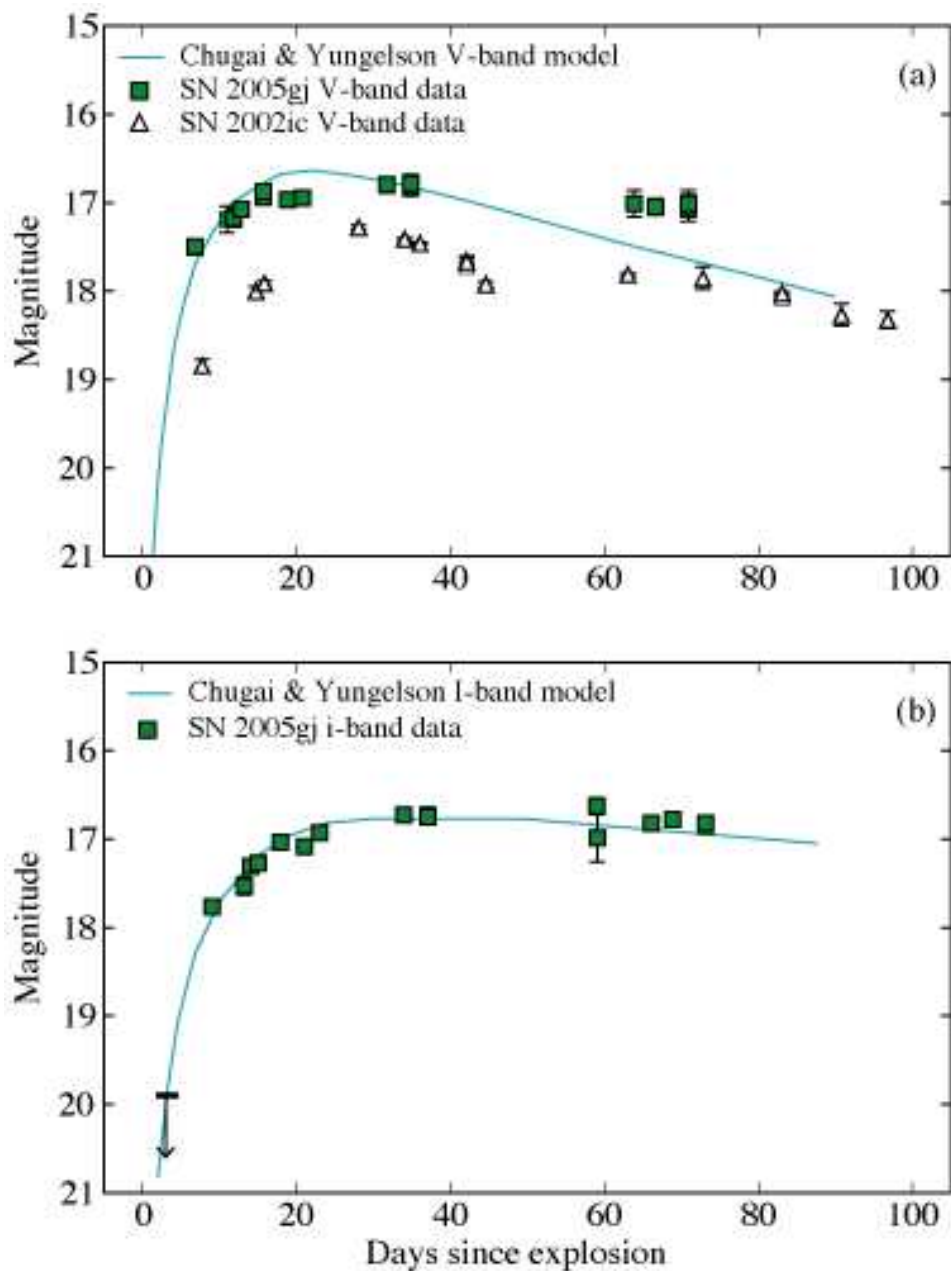 15
Chugai & Yungelson V-band model
(a)
SN 2005gj V-band data
16
SN 2002ic V-band data
17
Magnitude
18
19
20
21
0 20 40 60 80 100
15
Chugai & Yungelson I-band model
(b)
SN 2005gj i-band data
16
17
Magnitude
18
19
20
21
0 20 40 60 80 100
Days since explosion